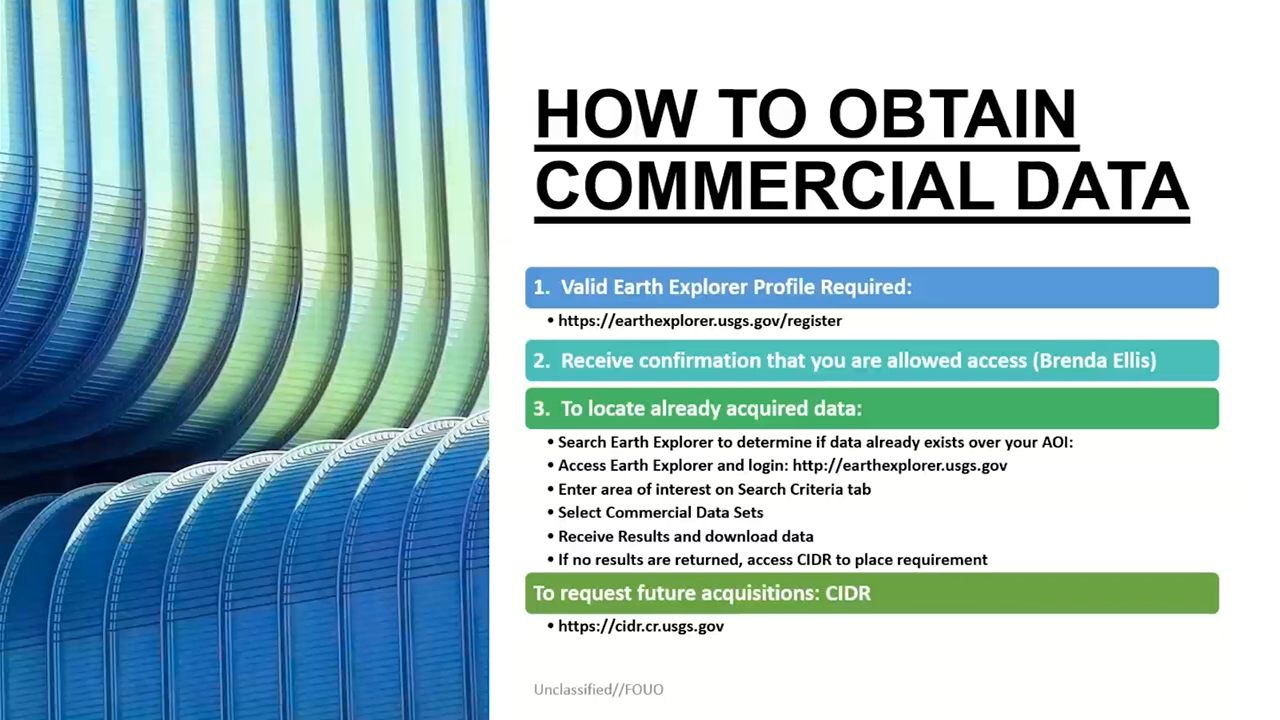 HOW TO OBTAIN
COMMERCIAL DATA
1. Valid Earth Explorer Profile Required:
• https://earthexplorer.usgs.gov/register
2. Receive confirmation that you are allowed access (Brenda Ellis)
3. To locate already acquired data:
• Search Earth Explorer to determine if data already exists over your AOI:
• Access Earth Explorer and login: http://earthexplorer.usgs.gov
• Enter area of interest on Search Criteria tab
• Select Commercial Data Sets
• Receive Results and download data
• If no results are returned, access CIDR to place requirement
To request future acquisitions: CIDR
• https://cidr.cr.usgs.gov
Unclassified//FOUO